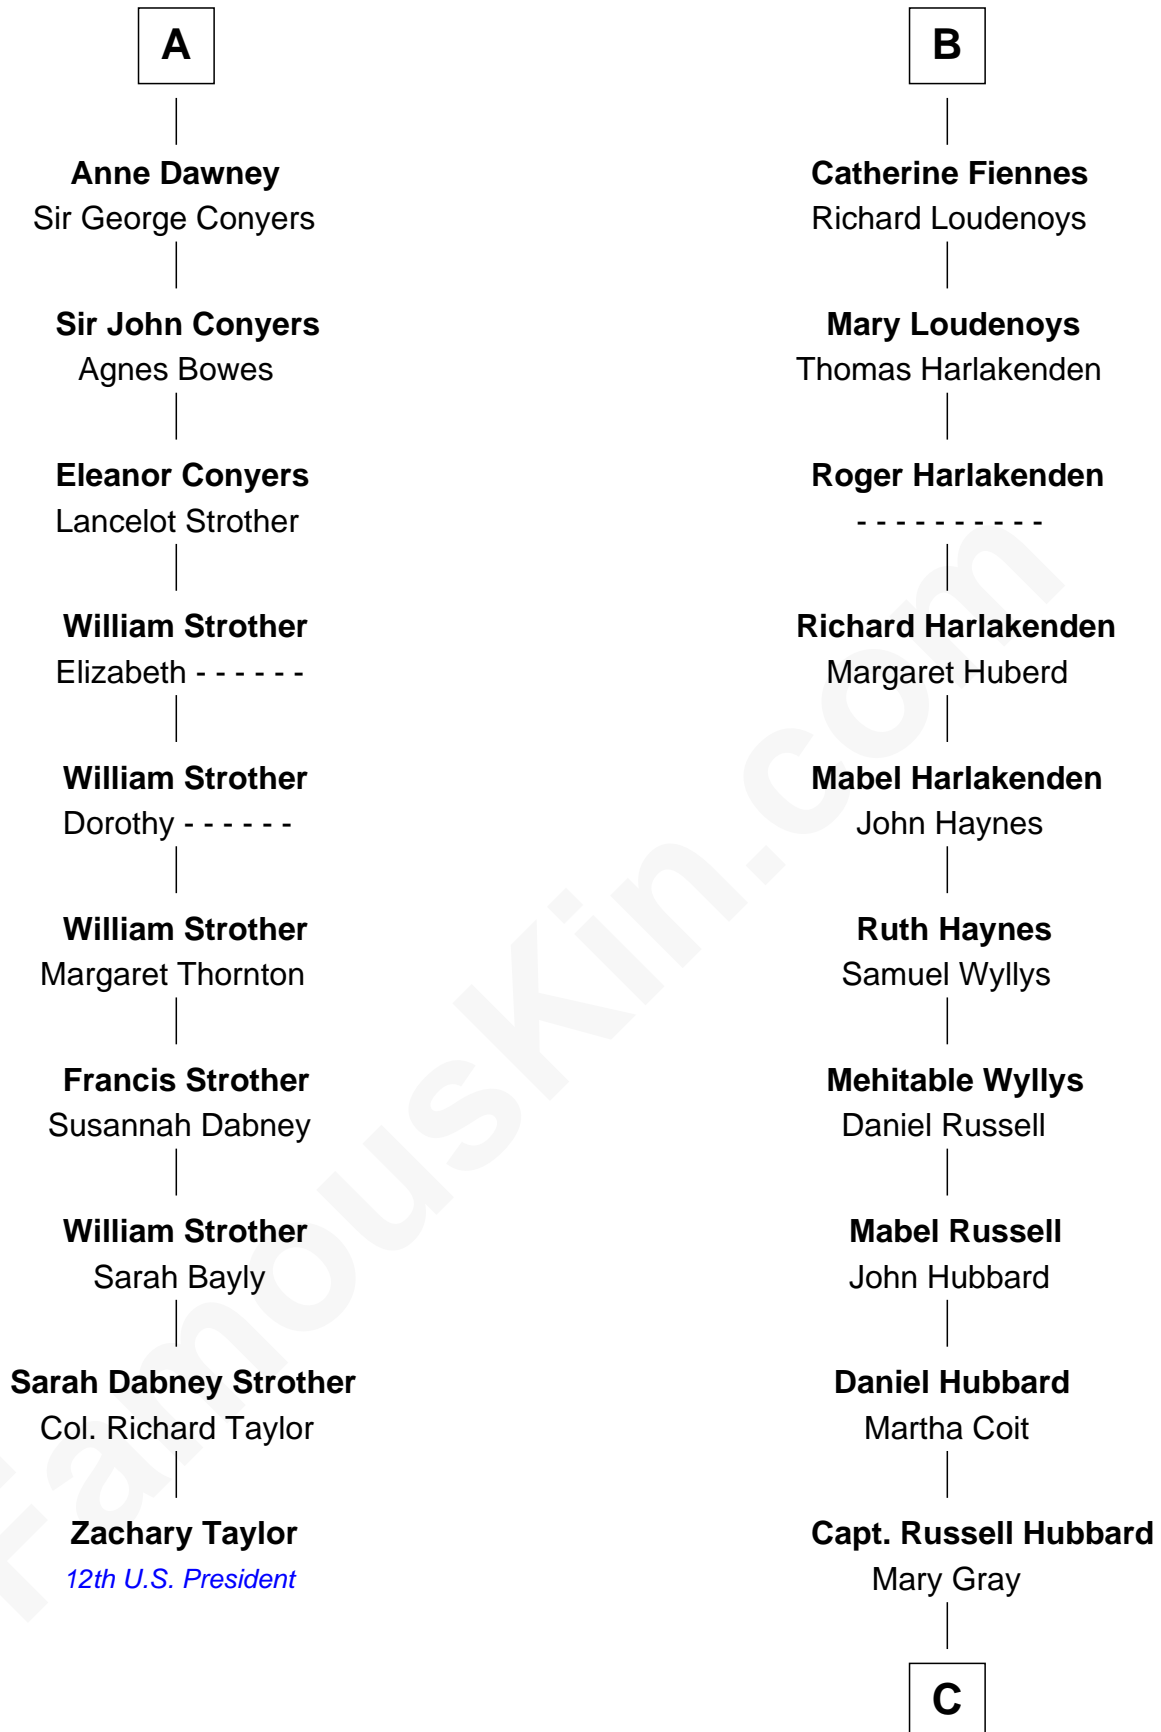 A
Anne Dawney
Sir George Conyers
Sir John Conyers
Agnes Bowes
Eleanor Conyers
Lancelot Strother
William Strother
Elizabeth - - - - - -
William Strother
Dorothy - - - - - -
William Strother
Margaret Thornton
Francis Strother
Susannah Dabney
William Strother
Sarah Bayly
Sarah Dabney Strother
Col. Richard Taylor
Zachary Taylor
12th U.S. President
B
Catherine Fiennes
Richard Loudenoys
Mary Loudenoys
Thomas Harlakenden
Roger Harlakenden
- - - - - - - - - -
Richard Harlakenden
Margaret Huberd
Mabel Harlakenden
John Haynes
Ruth Haynes
Samuel Wyllys
Mehitable Wyllys
Daniel Russell
Mabel Russell
John Hubbard
Daniel Hubbard
Martha Coit
Capt. Russell Hubbard
Mary Gray
C
FamousKin.com